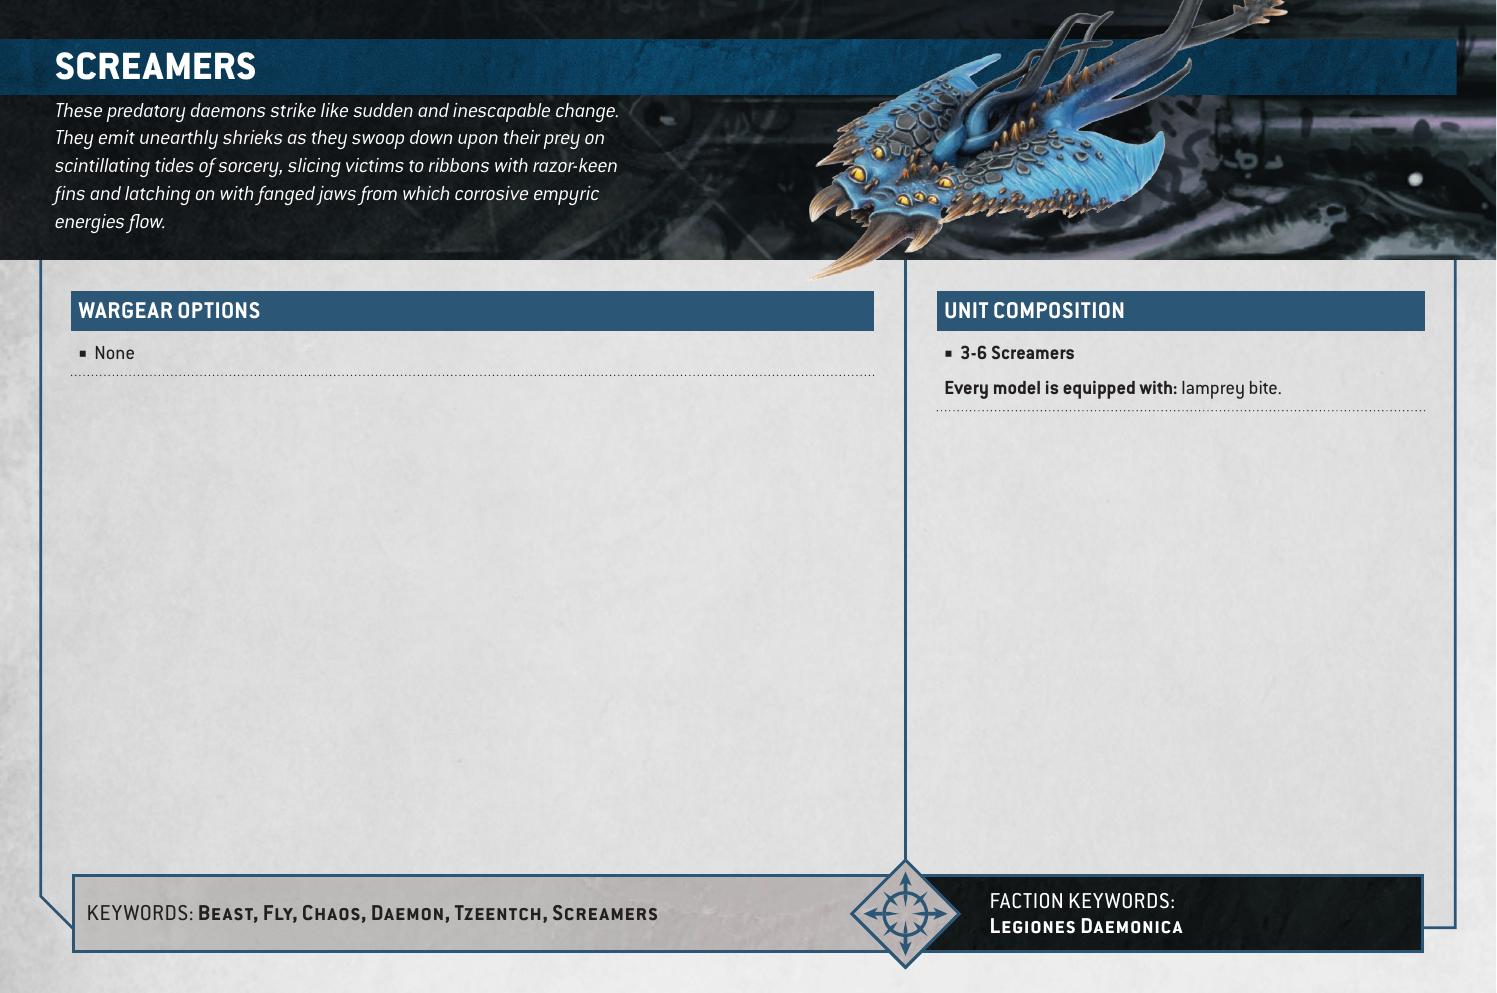 SCREAMERS
These predatory daemons strike like sudden and inescapable change.
They emit unearthly shrieks as they swoop down upon their prey on
scintillating tides of sorcery, slicing victims to ribbons with razor-keen
fins and latching on with fanged jaws from which corrosive empyric
energies flow.
WARGEAR OPTIONS
▪ None
UNIT COMPOSITION
▪ 3-6 Screamers
Every model is equipped with: lamprey bite.
KEYWORDS: Beast, Fly, Chaos, Daemon, Tzeentch, Screamers
FACTION KEYWORDS:
Legiones Daemonica